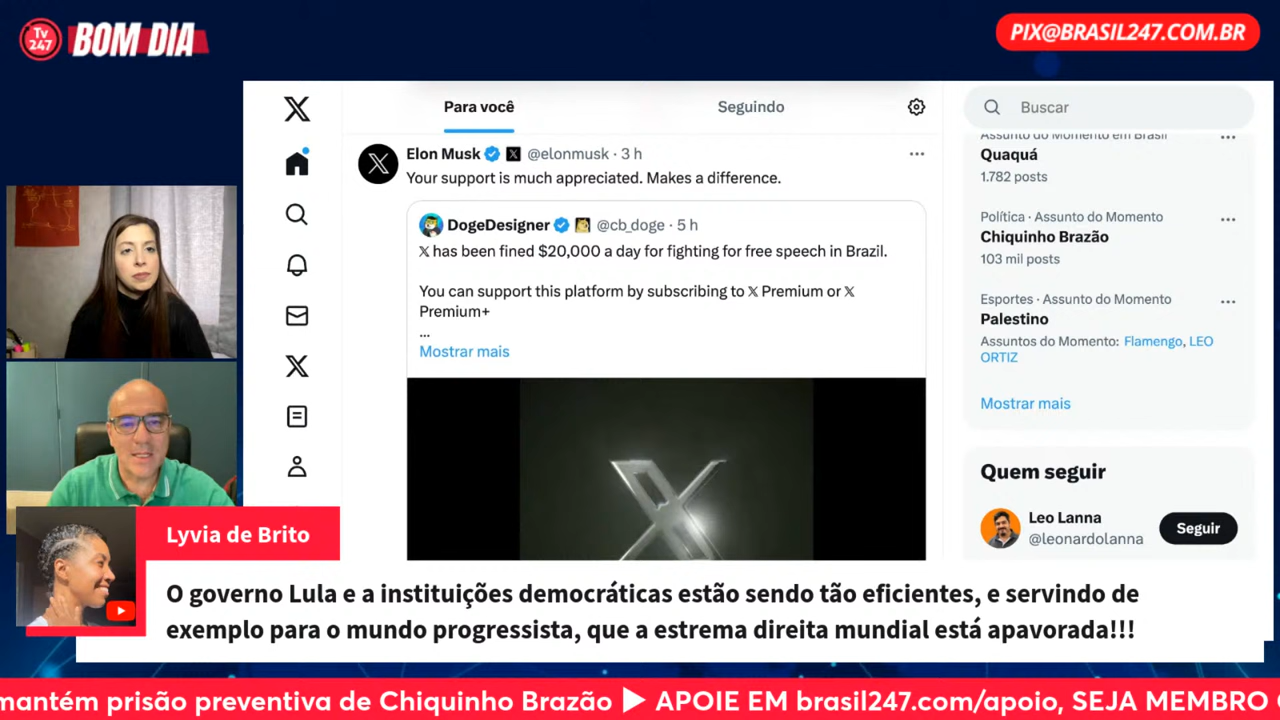 Tv
247
BOM DIA
PIX@BRASIL247.COM.BR
Para você
Seguindo
Buscar
Elon Musk @elonmusk · 3 h
Your support is much appreciated. Makes a difference.
DogeDesigner @cb_doge · 5 h
𝕏 has been fined $20,000 a day for fighting for free speech in Brazil.
You can support this platform by subscribing to 𝕏 Premium or 𝕏
Premium+
...
Mostrar mais
Assunto do Momento em Brasil
Quaquá
1.782 posts
Política · Assunto do Momento
Chiquinho Brazão
103 mil posts
Esportes · Assunto do Momento
Palestino
Assuntos do Momento: Flamengo, LEO
ORTIZ
Mostrar mais
Quem seguir
Leo Lanna
@leonardolanna
Seguir
Lyvia de Brito
O governo Lula e a instituições democráticas estão sendo tão eficientes, e servindo de
exemplo para o mundo progressista, que a estrema direita mundial está apavorada!!!
mantém prisão preventiva de Chiquinho Brazão ▶ APOIE EM brasil247.com/apoio, SEJA MEMBRO